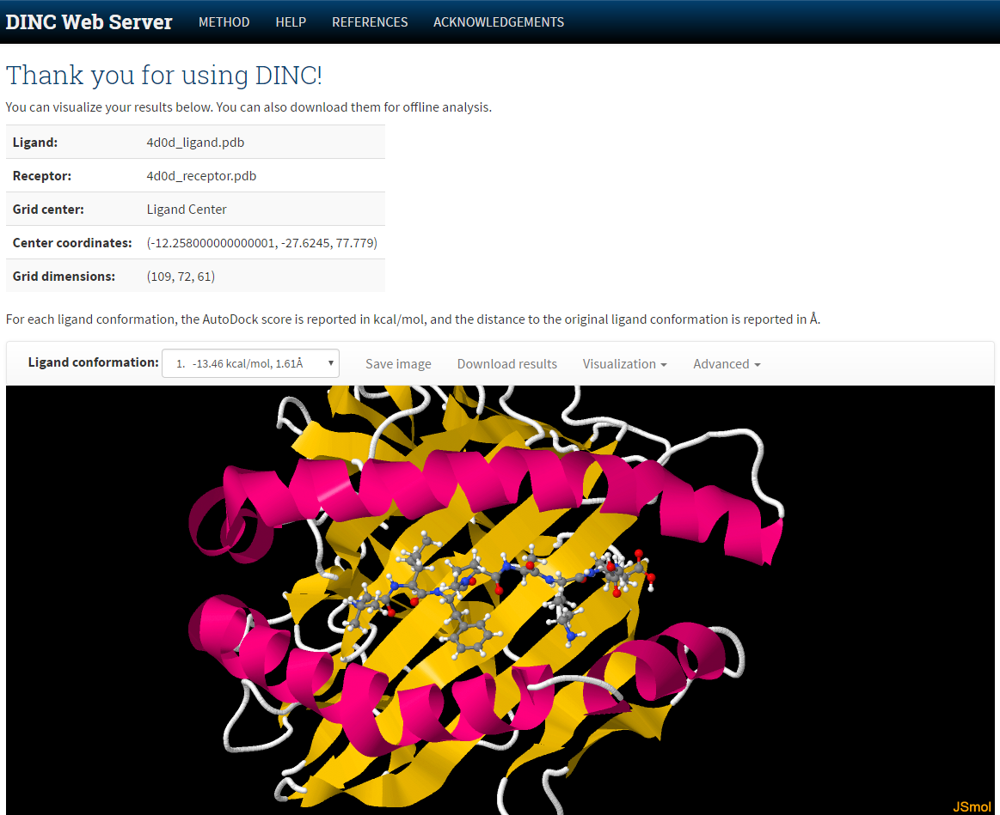 DINC Web Server METHOD HELP REFERENCES ACKNOWLEDGEMENTS
Thank you for using DINC!
You can visualize your results below. You can also download them for offline analysis.
Ligand: 4d0d_ligand.pdb
Receptor: 4d0d_receptor.pdb
Grid center: Ligand Center
Center coordinates: (-12.258000000000001, -27.6245, 77.779)
Grid dimensions: (109, 72, 61)
For each ligand conformation, the AutoDock score is reported in kcal/mol, and the distance to the original ligand conformation is reported in Å.
Ligand conformation: 1. -13.46 kcal/mol, 1.61Å Save image Download results Visualization Advanced
JSmol